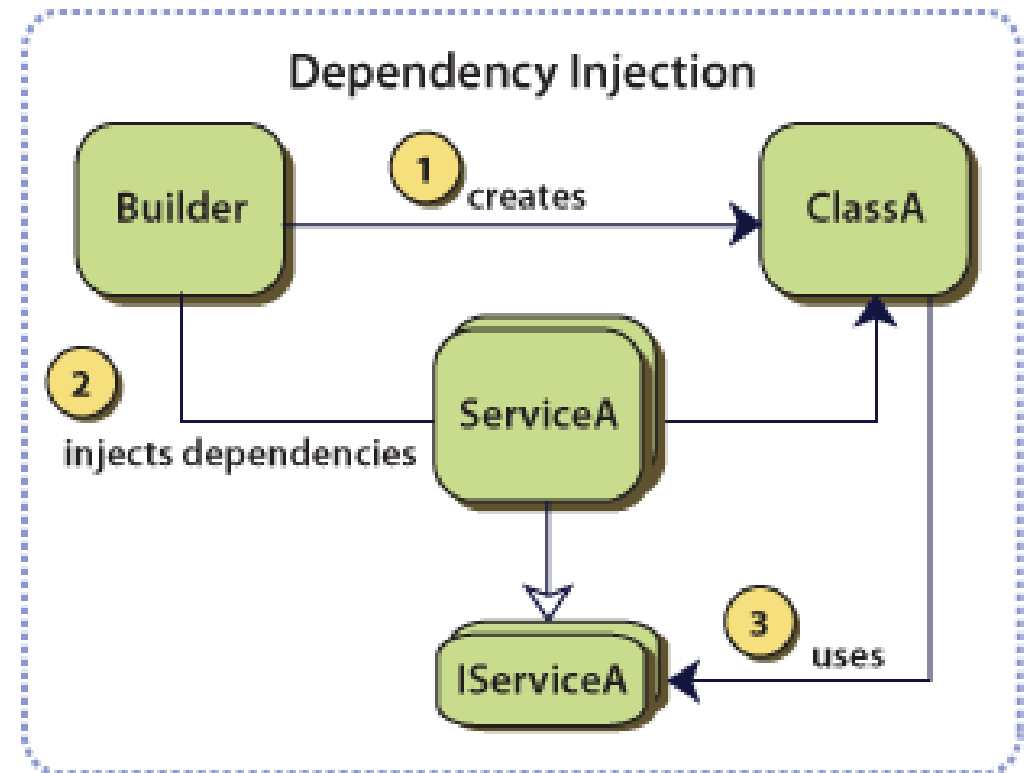 Dependency Injection
Builder
1
creates
ClassA
2
injects dependencies
ServiceA
IServiceA
3
uses